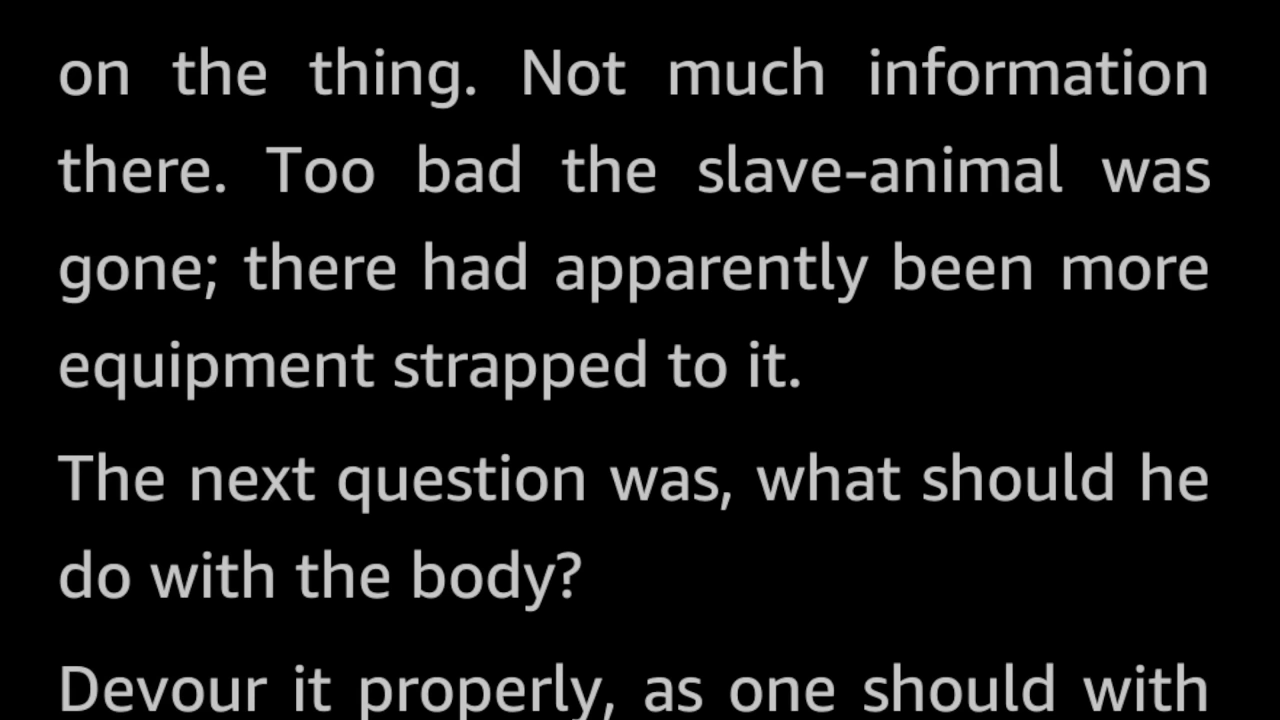 on the thing. Not much information
there. Too bad the slave-animal was
gone; there had apparently been more
equipment strapped to it.
The next question was, what should he
do with the body?
Devour it properly, as one should with